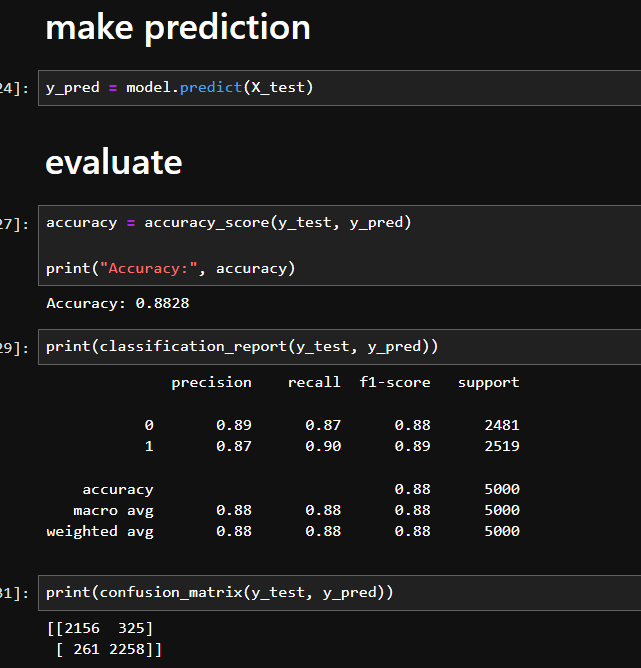 make prediction
24]: y_pred = model.predict(X_test)
evaluate
27]: accuracy = accuracy_score(y_test, y_pred)
print("Accuracy:", accuracy)
Accuracy: 0.8828
29]: print(classification_report(y_test, y_pred))
precision recall f1-score support
0 0.89 0.87 0.88 2481
1 0.87 0.90 0.89 2519
accuracy 0.88 5000
macro avg 0.88 0.88 0.88 5000
weighted avg 0.88 0.88 0.88 5000
31]: print(confusion_matrix(y_test, y_pred))
[[2156 325]
[ 261 2258]]